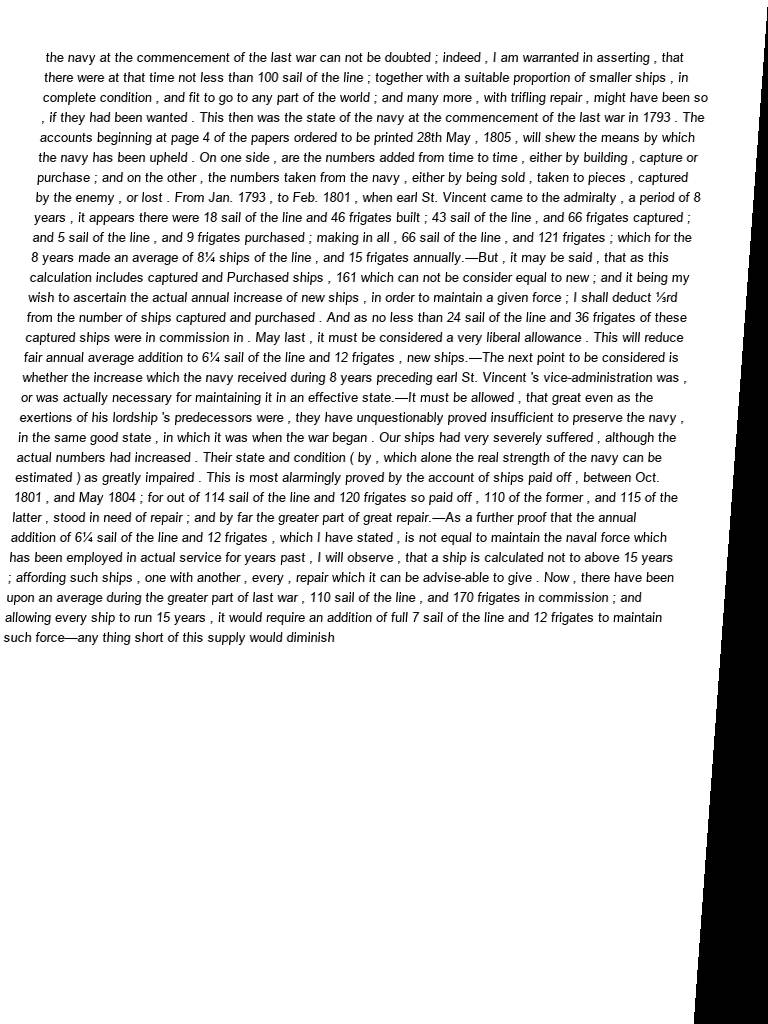 the navy at the commencement of the last war can not be doubted ; indeed , I am warranted in asserting , that
there were at that time not less than 100 sail of the line ; together with a suitable proportion of smaller ships , in
complete condition , and fit to go to any part of the world ; and many more , with trifling repair , might have been so
, if they had been wanted . This then was the state of the navy at the commencement of the last war in 1793 . The
accounts beginning at page 4 of the papers ordered to be printed 28th May , 1805 , will shew the means by which
the navy has been upheld . On one side , are the numbers added from time to time , either by building , capture or
purchase ; and on the other , the numbers taken from the navy , either by being sold , taken to pieces , captured
by the enemy , or lost . From Jan. 1793 , to Feb. 1801 , when earl St. Vincent came to the admiralty , a period of 8
years , it appears there were 18 sail of the line and 46 frigates built ; 43 sail of the line , and 66 frigates captured ;
and 5 sail of the line , and 9 frigates purchased ; making in all , 66 sail of the line , and 121 frigates ; which for the
8 years made an average of 8¼ ships of the line , and 15 frigates annually.—But , it may be said , that as this
calculation includes captured and Purchased ships , 161 which can not be consider equal to new ; and it being my
wish to ascertain the actual annual increase of new ships , in order to maintain a given force ; I shall deduct ⅓rd
from the number of ships captured and purchased . And as no less than 24 sail of the line and 36 frigates of these
captured ships were in commission in . May last , it must be considered a very liberal allowance . This will reduce
fair annual average addition to 6¼ sail of the line and 12 frigates , new ships.—The next point to be considered is
whether the increase which the navy received during 8 years preceding earl St. Vincent 's vice-administration was ,
or was actually necessary for maintaining it in an effective state.—It must be allowed , that great even as the
exertions of his lordship 's predecessors were , they have unquestionably proved insufficient to preserve the navy ,
in the same good state , in which it was when the war began . Our ships had very severely suffered , although the
actual numbers had increased . Their state and condition ( by , which alone the real strength of the navy can be
estimated ) as greatly impaired . This is most alarmingly proved by the account of ships paid off , between Oct.
1801 , and May 1804 ; for out of 114 sail of the line and 120 frigates so paid off , 110 of the former , and 115 of the
latter , stood in need of repair ; and by far the greater part of great repair.—As a further proof that the annual
addition of 6¼ sail of the line and 12 frigates , which I have stated , is not equal to maintain the naval force which
has been employed in actual service for years past , I will observe , that a ship is calculated not to above 15 years
; affording such ships , one with another , every , repair which it can be advise-able to give . Now , there have been
upon an average during the greater part of last war , 110 sail of the line , and 170 frigates in commission ; and
allowing every ship to run 15 years , it would require an addition of full 7 sail of the line and 12 frigates to maintain
such force—any thing short of this supply would diminish